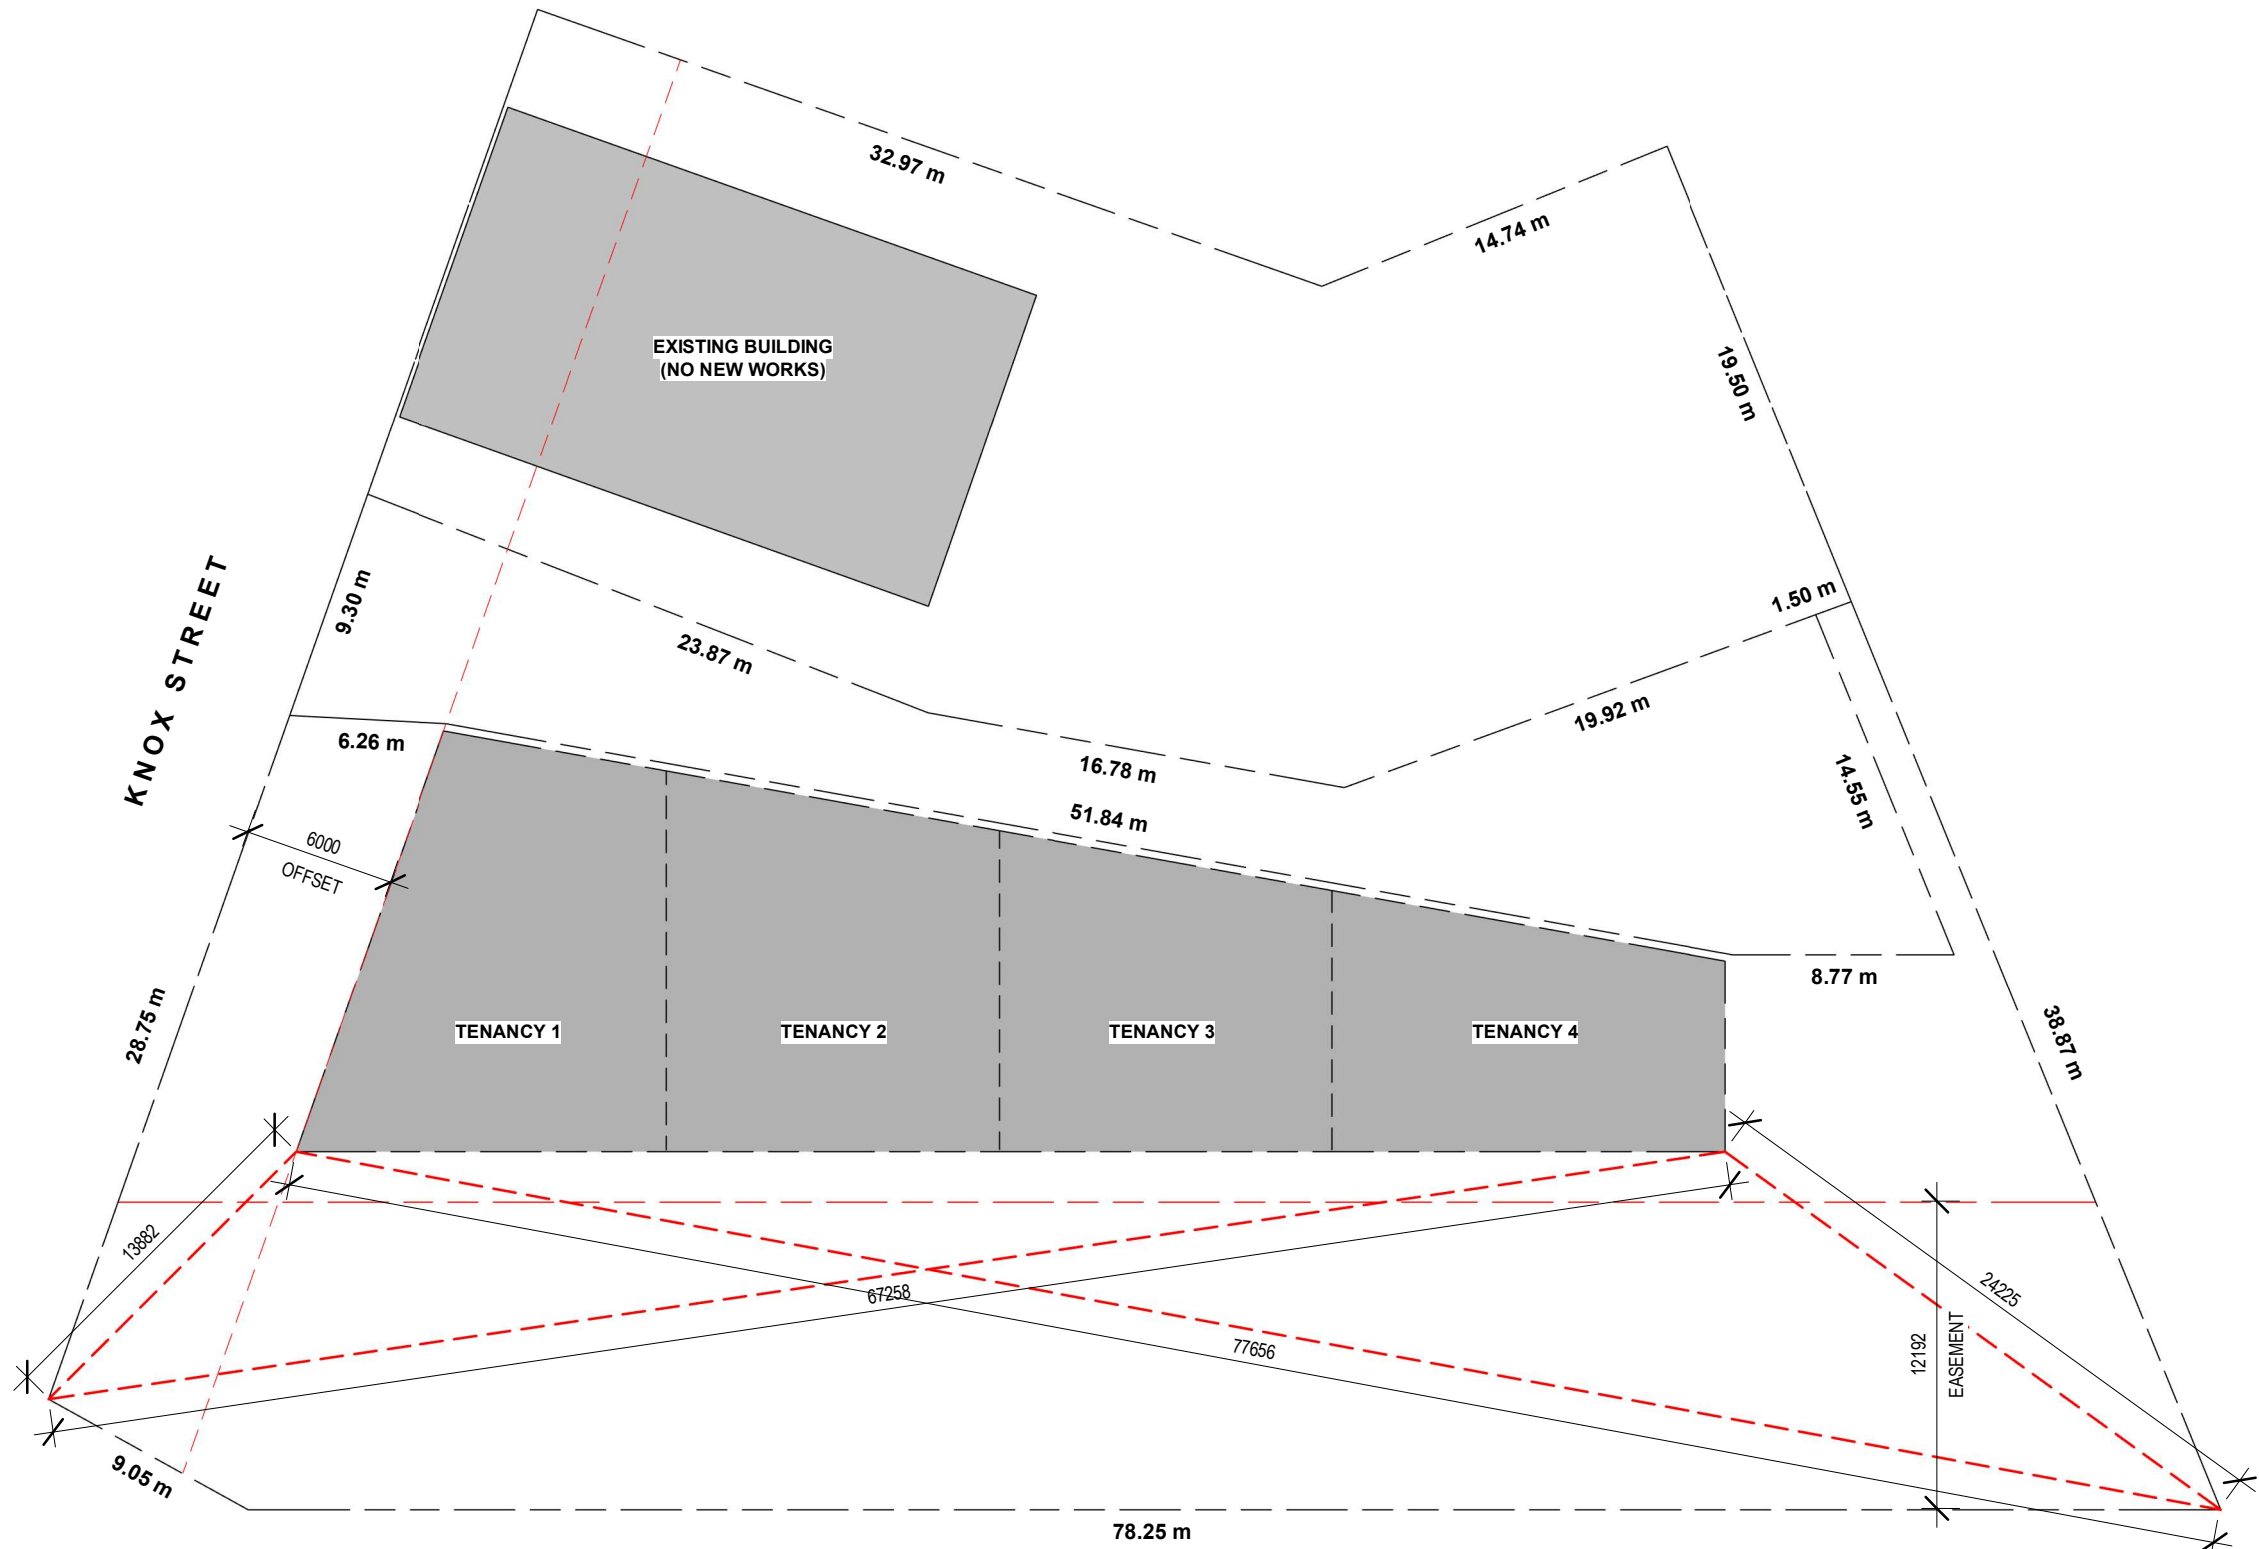 32.97 m
14.74 m
EXISTING BUILDING
(NO NEW WORKS)
19.50 m
KNOX STREET
9.30 m
23.87 m
1.50 m
19.92 m
6.26 m
16.78 m
51.84 m
14.55 m
6000
OFFSET
8.77 m
28.75 m
TENANCY 1
TENANCY 2
TENANCY 3
TENANCY 4
38.87 m
13882
67258
77656
24225
12192
EASEMENT
9.05 m
78.25 m